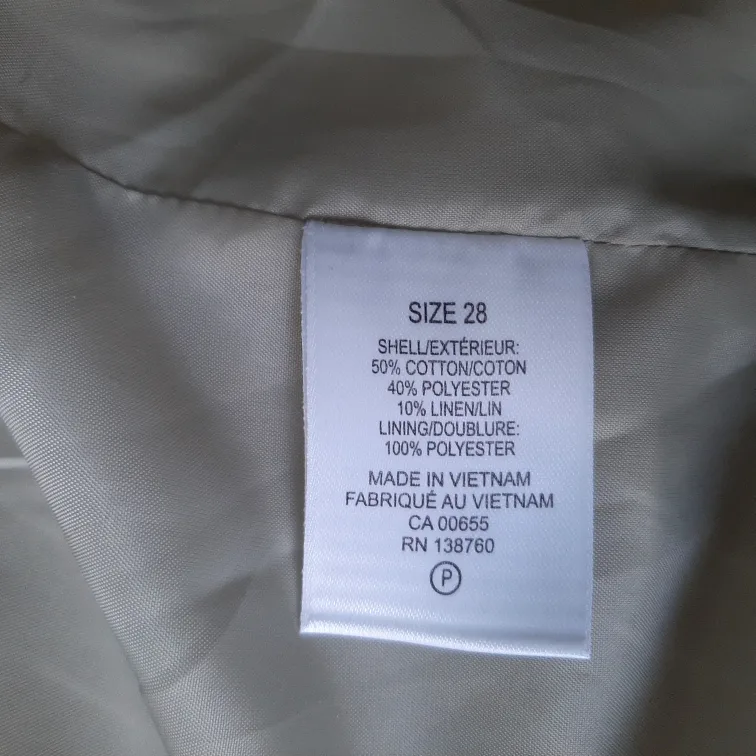 SIZE 28
SHELL/EXTÉRIEUR:
50% COTTON/COTON
40% POLYESTER
10% LINEN/LIN
LINING/DOUBLURE:
100% POLYESTER
MADE IN VIETNAM
FABRIQUÉ AU VIETNAM
CA 00655
RN 138760
P